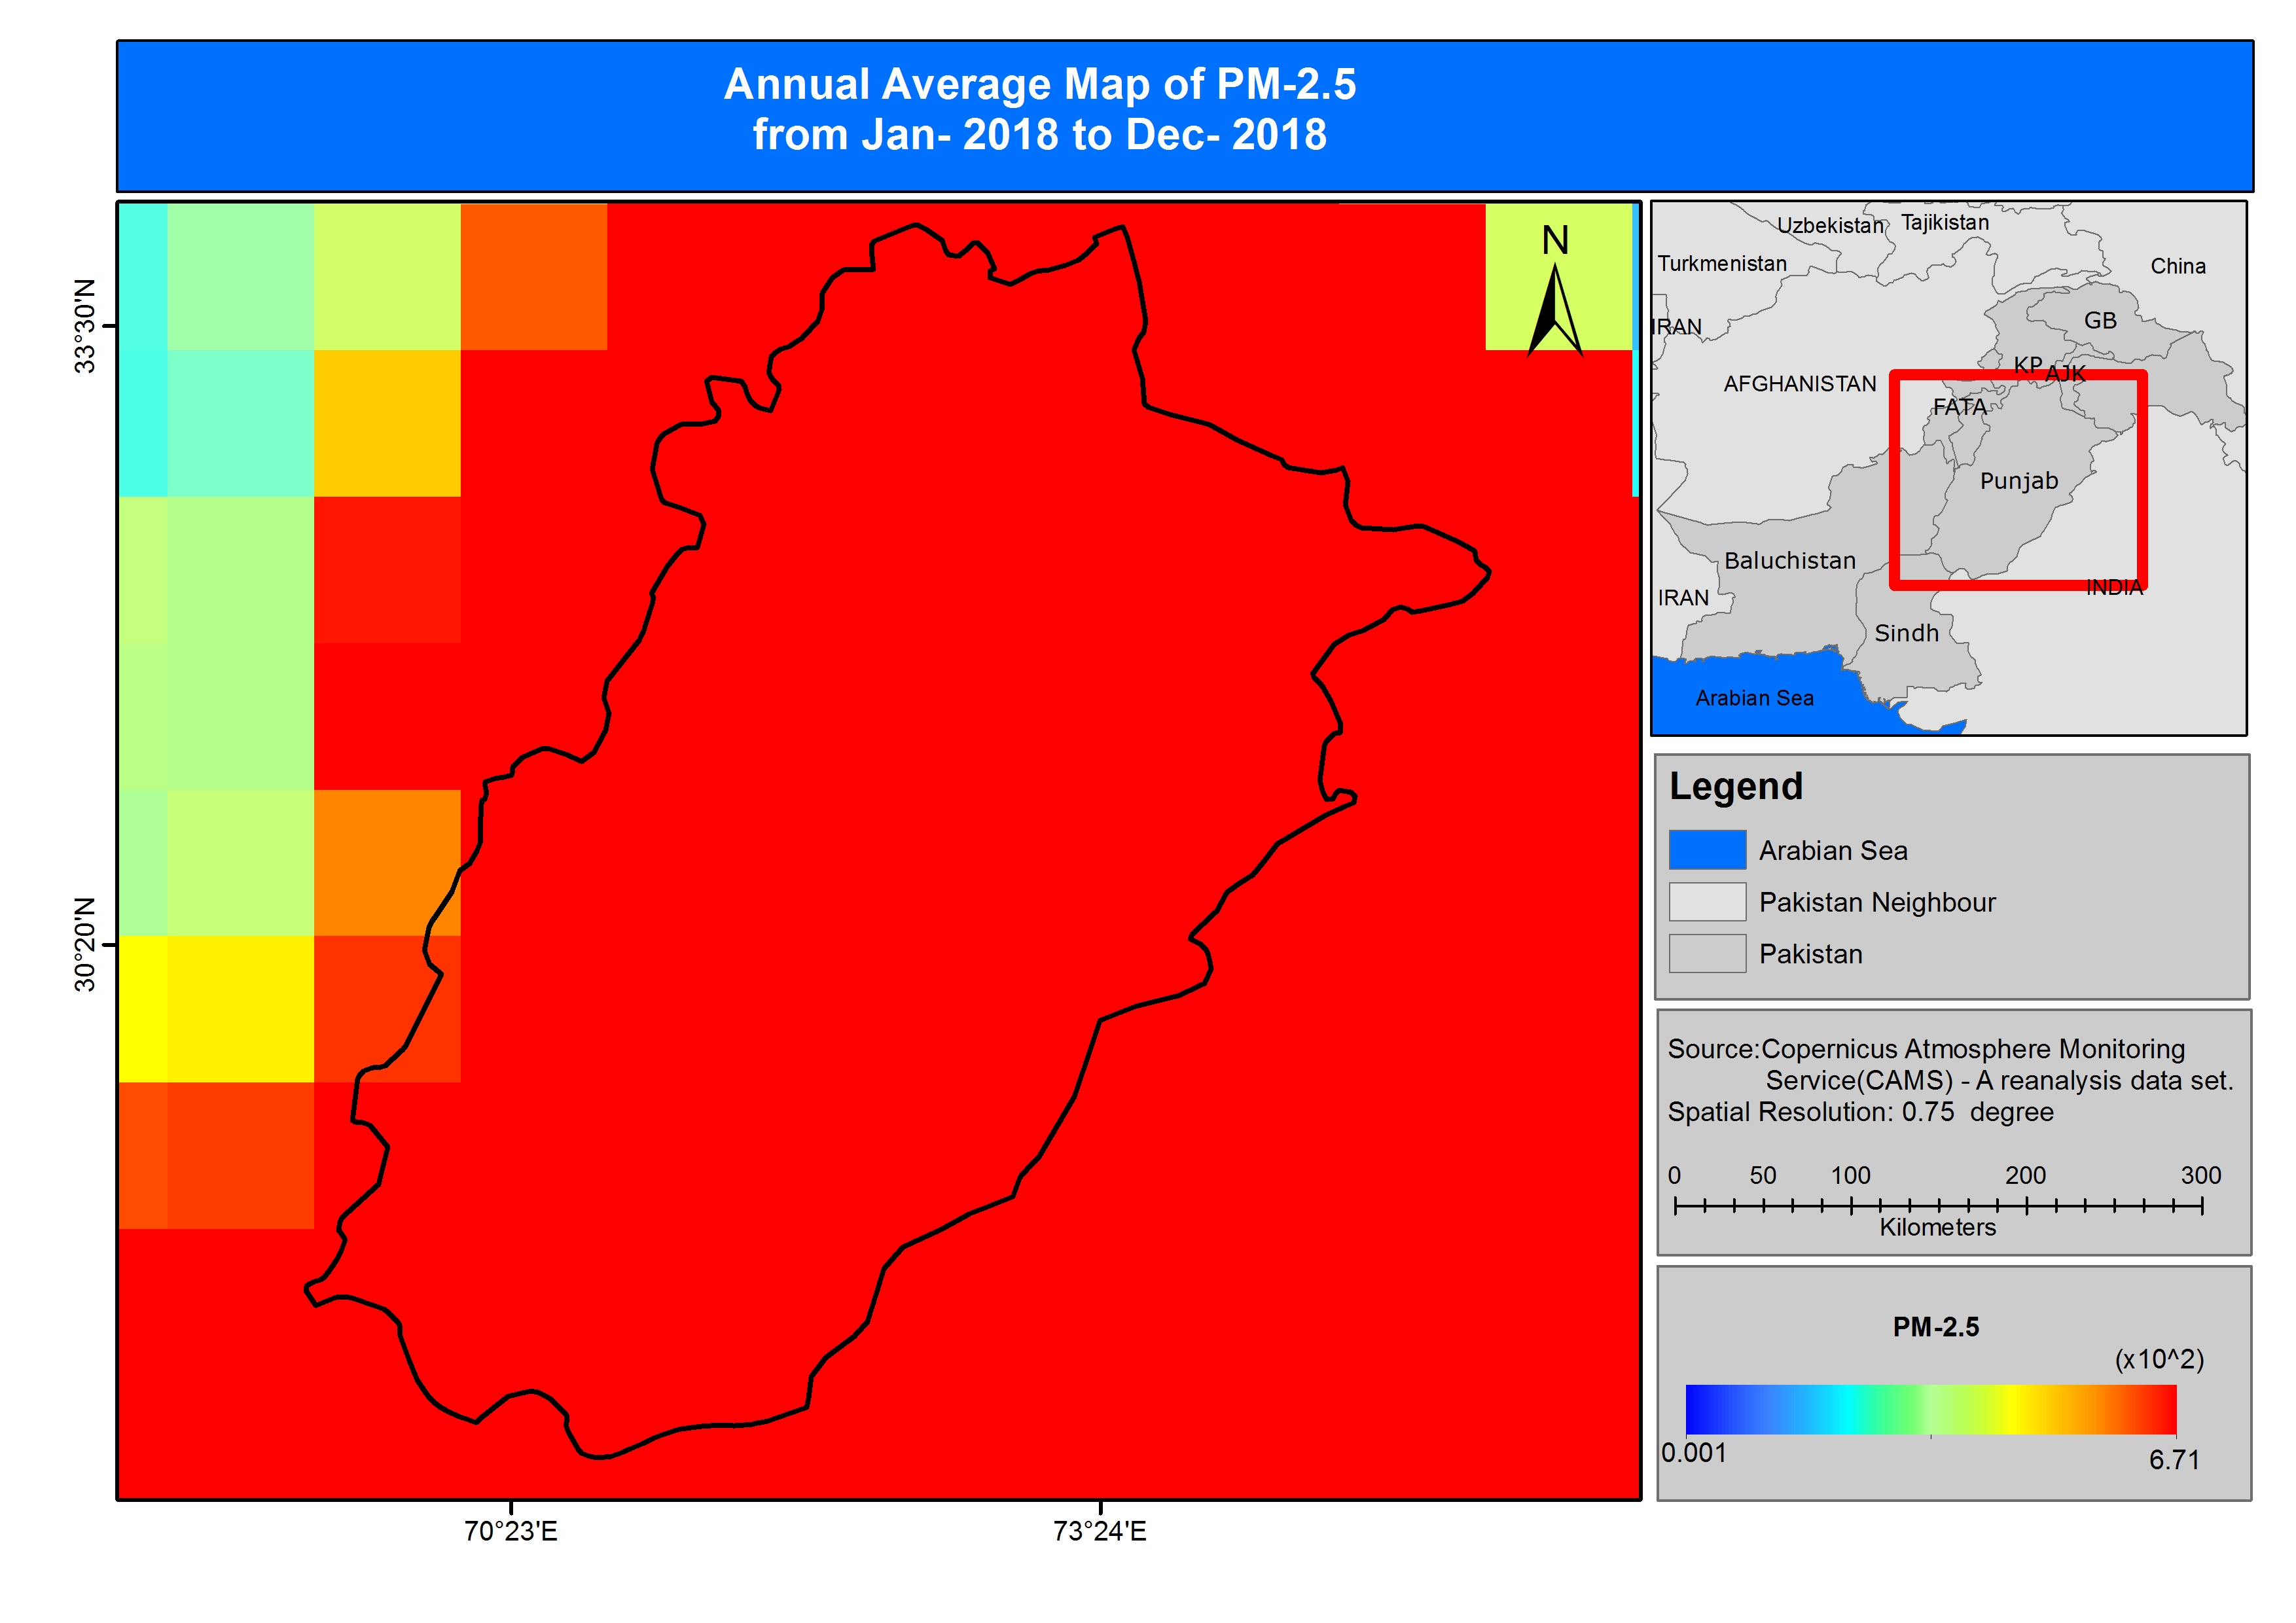 Annual Average Map of PM-2.5
from Jan- 2018 to Dec- 2018
N
33°30'N
30°20'N
70°23'E
73°24'E
Uzbekistan
Tajikistan
Turkmenistan
China
IRAN
GB
KP
AJK
AFGHANISTAN
FATA
Punjab
Baluchistan
INDIA
IRAN
Sindh
Arabian Sea
Legend
Arabian Sea
Pakistan Neighbour
Pakistan
Source:Copernicus Atmosphere Monitoring
Service(CAMS) - A reanalysis data set.
Spatial Resolution: 0.75 degree
0 50 100 200 300
Kilometers
PM-2.5
(x10^2)
0.001
6.71